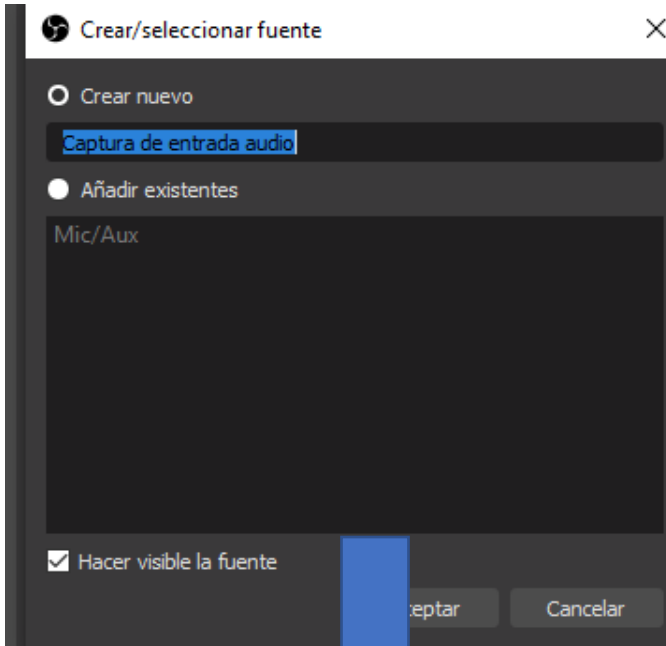 Crear/seleccionar fuente
Crear nuevo
Captura de entrada audio
Añadir existentes
Mic/Aux
Hacer visible la fuente
Cancelar